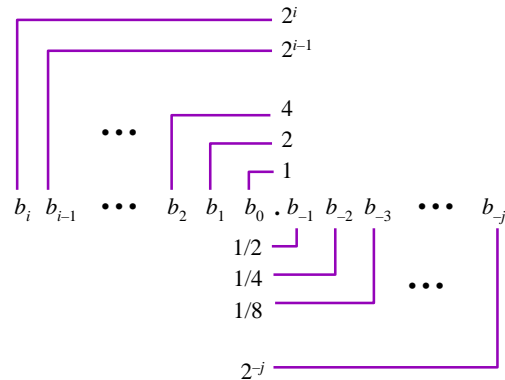 2^i
2^{i–1}
4
• • •
2
1
b_i b_{i–1} • • • b_2 b_1 b_0 . b_{–1} b_{–2} b_{–3} • • • b_{–j}
1/2
1/4
• • •
1/8
2^{–j}